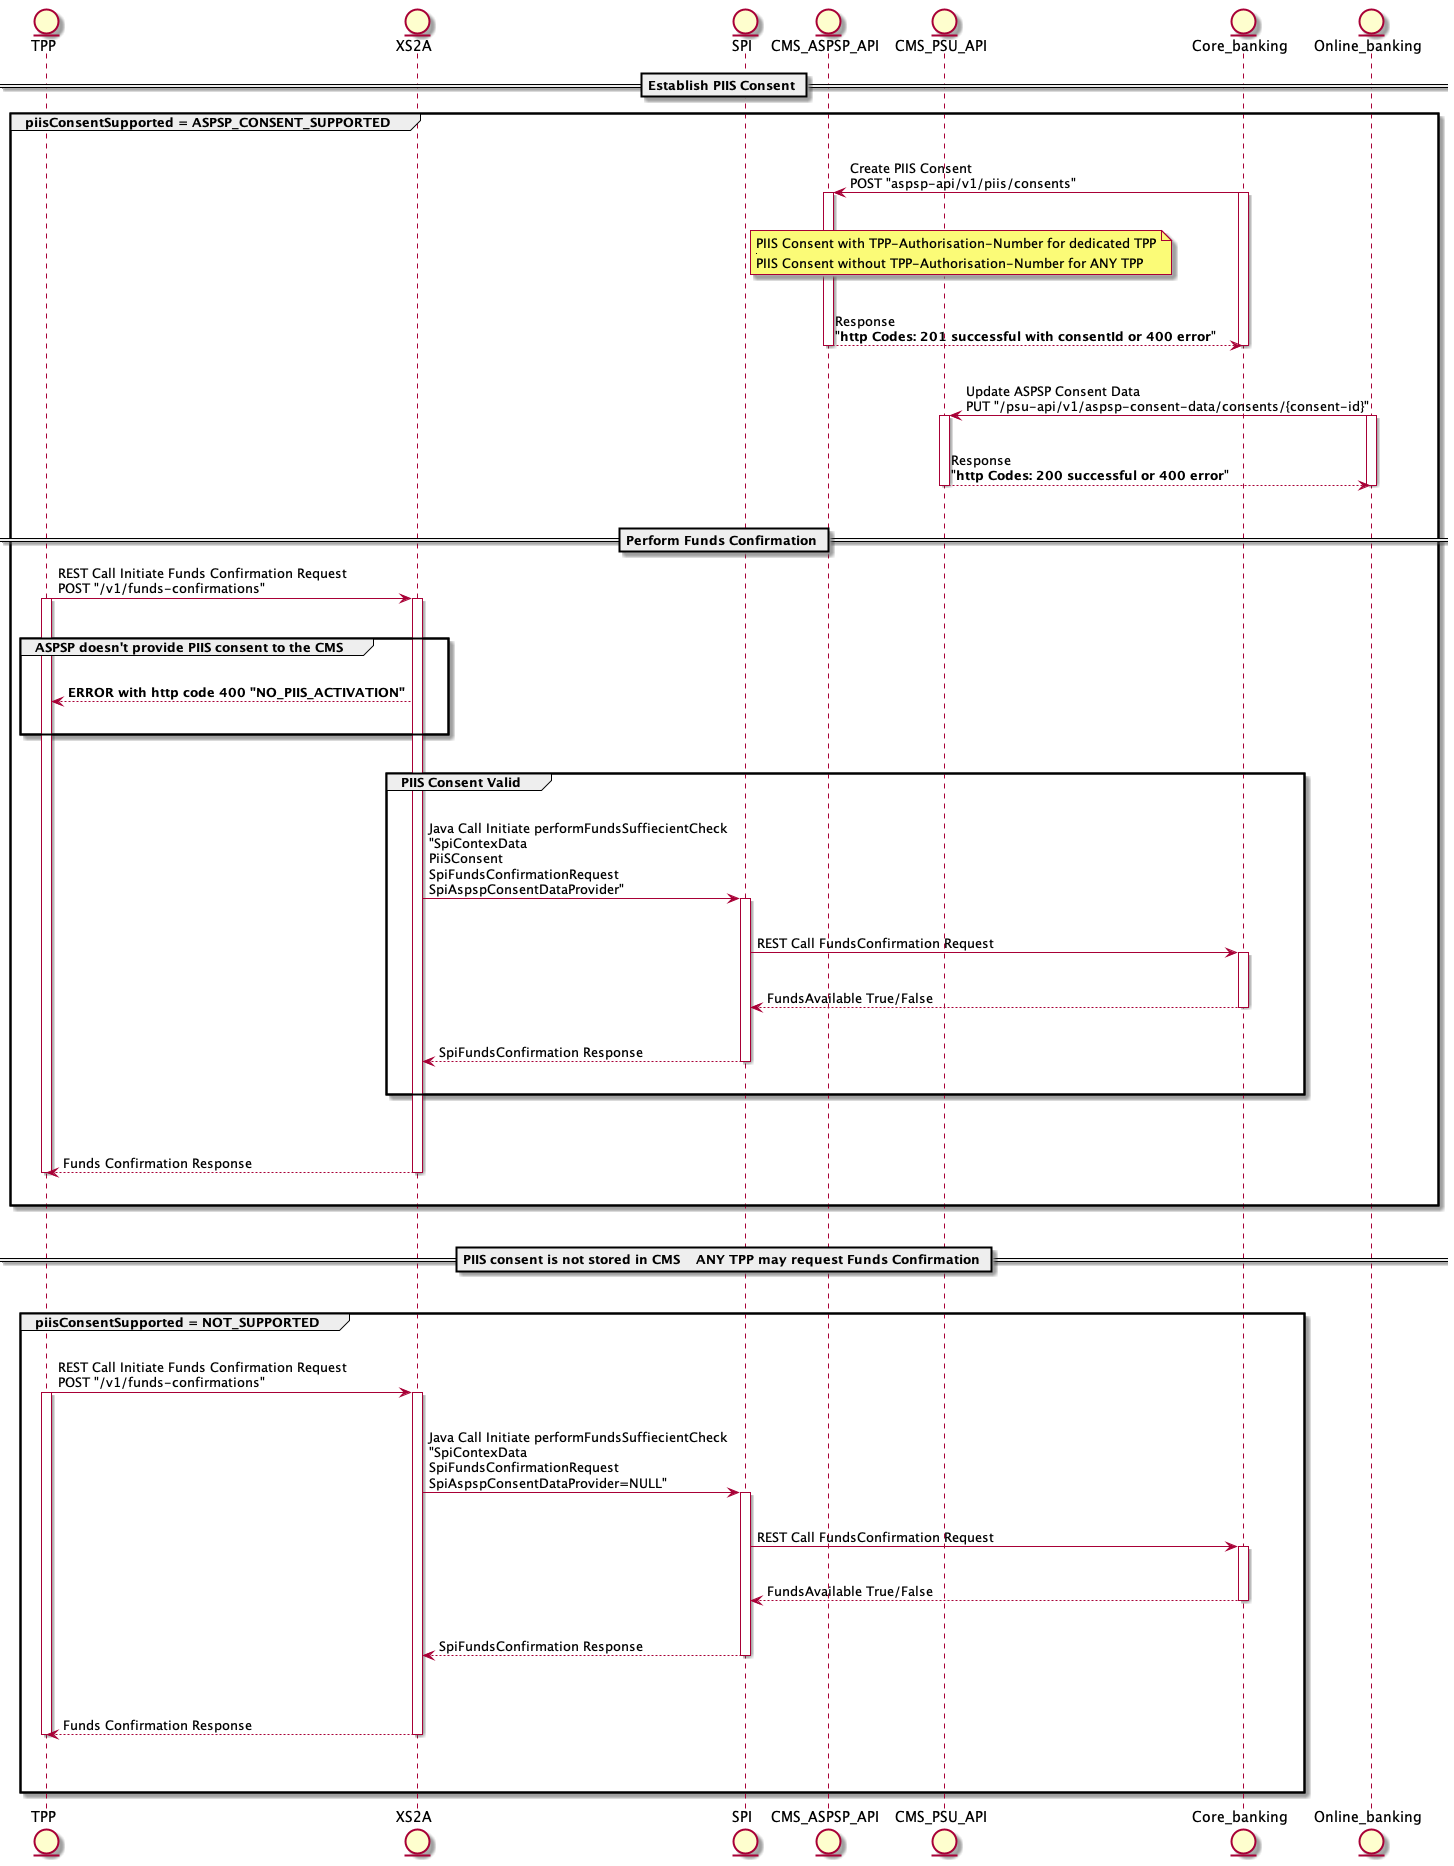 TPP
XS2A
SPI
CMS_ASPSP_API
CMS_PSU_API
Core_banking
Online_banking
Establish PIIS Consent
piisConsentSupported = ASPSP_CONSENT_SUPPORTED
Create PIIS Consent
POST "aspsp-api/v1/piis/consents"
PIIS Consent with TPP-Authorisation-Number for dedicated TPP
PIIS Consent without TPP-Authorisation-Number for ANY TPP
Response
"http Codes: 201 successful with consentId or 400 error"
Update ASPSP Consent Data
PUT "/psu-api/v1/aspsp-consent-data/consents/{consent-id}"
Response
"http Codes: 200 successful or 400 error"
Perform Funds Confirmation
REST Call Initiate Funds Confirmation Request
POST "/v1/funds-confirmations"
ASPSP doesn't provide PIIS consent to the CMS
ERROR with http code 400 "NO_PIIS_ACTIVATION"
PIIS Consent Valid
Java Call Initiate performFundsSuffiecientCheck
"SpiContexData
PiiSConsent
SpiFundsConfirmationRequest
SpiAspspConsentDataProvider"
REST Call FundsConfirmation Request
FundsAvailable True/False
SpiFundsConfirmation Response
Funds Confirmation Response
PIIS consent is not stored in CMS    ANY TPP may request Funds Confirmation
piisConsentSupported = NOT_SUPPORTED
REST Call Initiate Funds Confirmation Request
POST "/v1/funds-confirmations"
Java Call Initiate performFundsSuffiecientCheck
"SpiContexData
SpiFundsConfirmationRequest
SpiAspspConsentDataProvider=NULL"
REST Call FundsConfirmation Request
FundsAvailable True/False
SpiFundsConfirmation Response
Funds Confirmation Response
TPP
XS2A
SPI
CMS_ASPSP_API
CMS_PSU_API
Core_banking
Online_banking